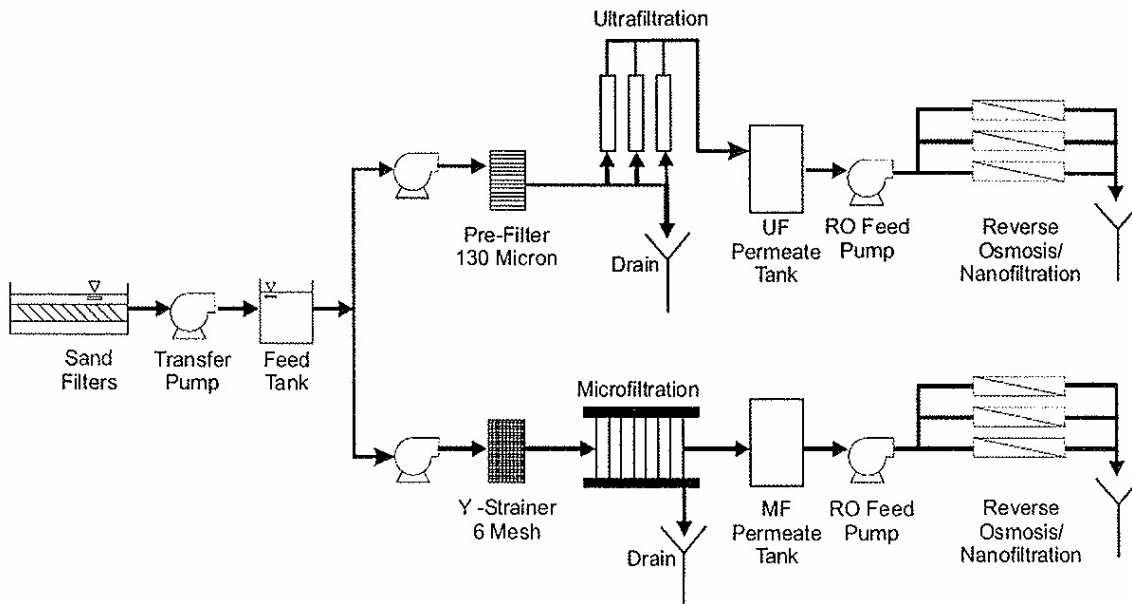 Ultrafiltration
Pre-Filter
130 Micron
Drain
UF
Permeate
Tank
RO Feed
Pump
Reverse
Osmosis/
Nanofiltration
Sand
Filters
Transfer
Pump
Feed
Tank
Microfiltration
Y -Strainer
6 Mesh
Drain
MF
Permeate
Tank
RO Feed
Pump
Reverse
Osmosis/
Nanofiltration